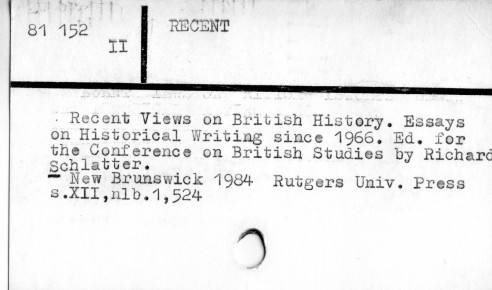 81 152
II
RECENT
Recent Views on British History. Essays
on Historical Writing since 1966. Ed. for
the Conference on British Studies by Richard
Schlatter.
New Brunswick 1984 Rutgers Univ. Press
s.XII,nlb.1,524